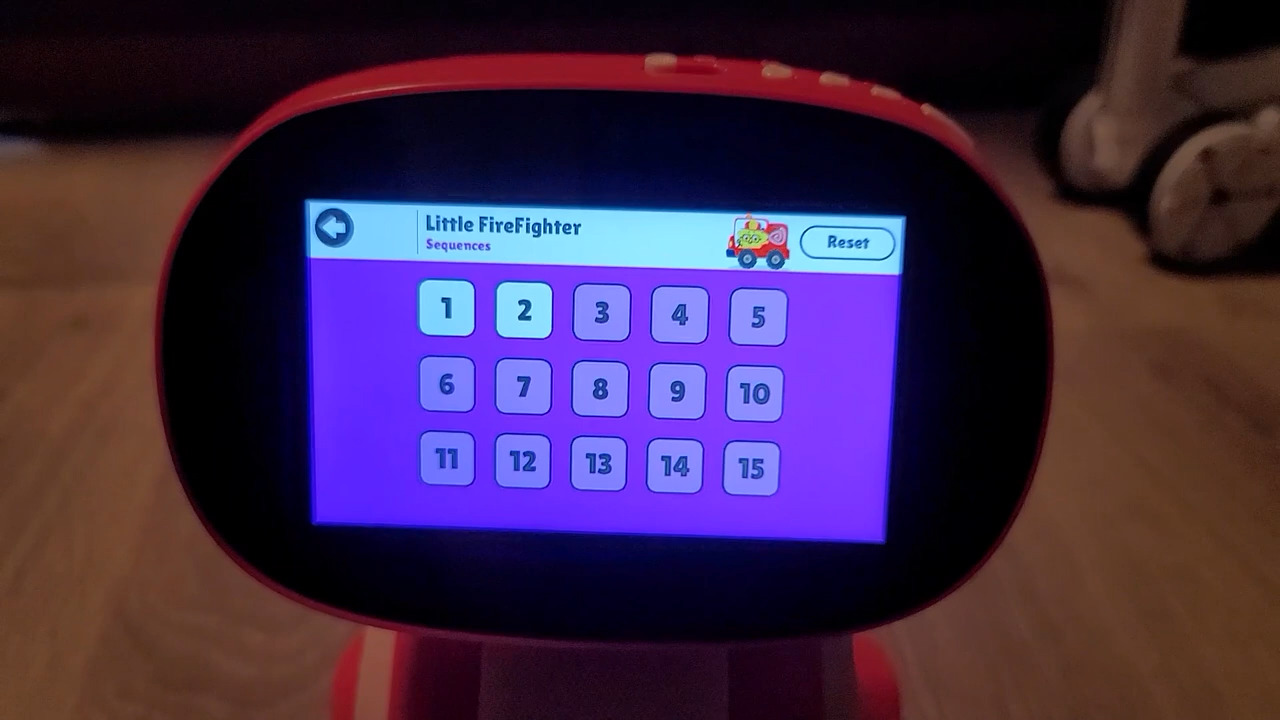 Little FireFighter
Sequences
Reset
1 2 3 4 5
6 7 8 9 10
11 12 13 14 15